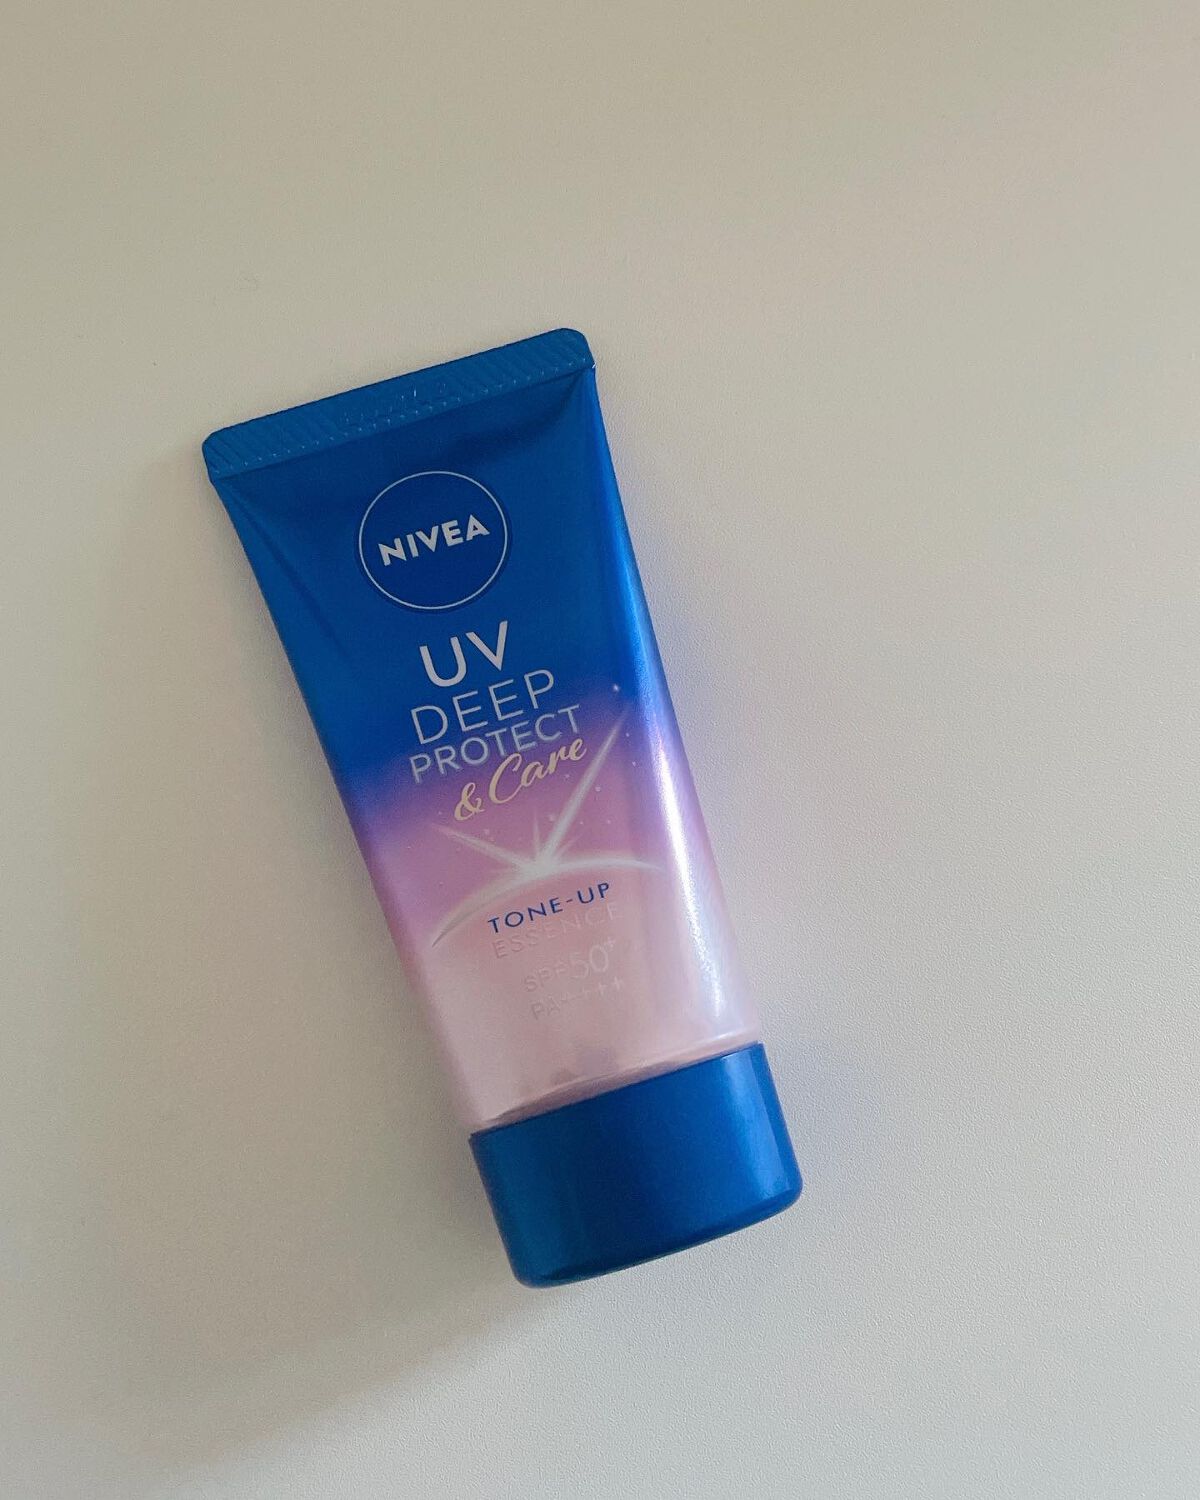 NIVEA
UV
DEEP
PROTECT
& Care
TONE-UP
ESSENCE
SPF50+
PA++++